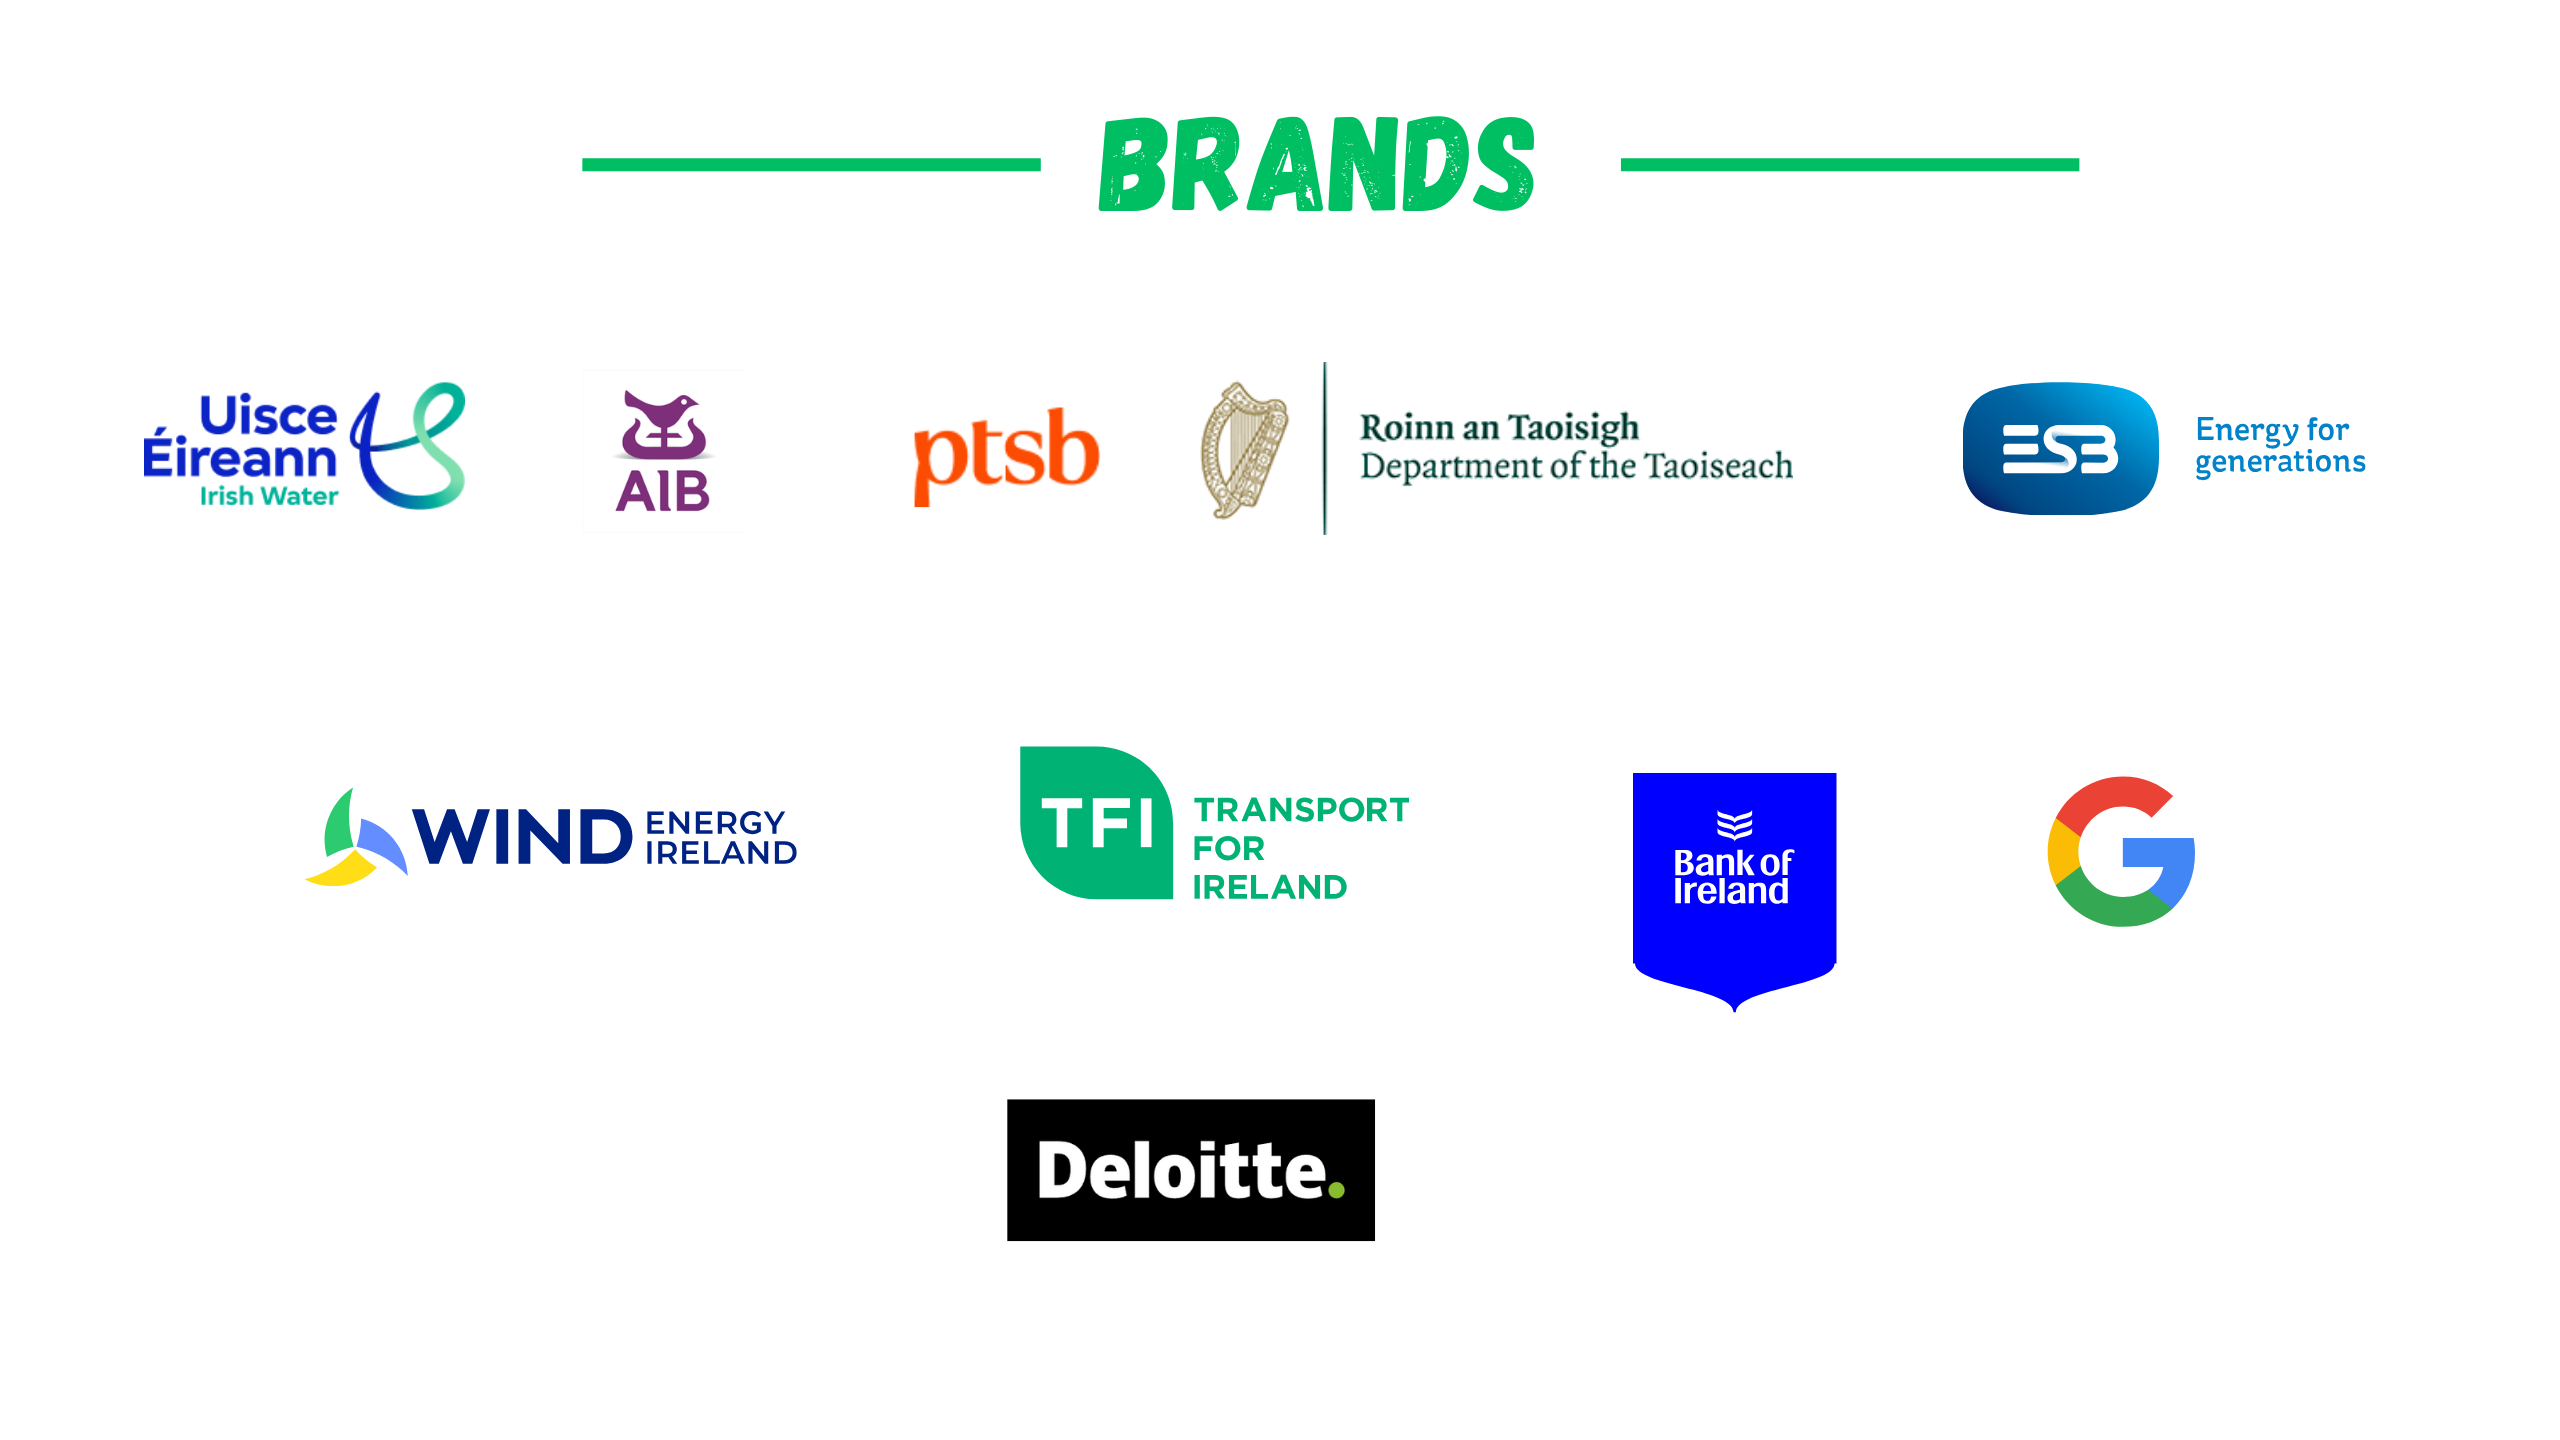 BRANDS
Uisce
Éireann
Irish Water
AIB
ptsb
Roinn an Taoisigh
Department of the Taoiseach
ESB
Energy for
generations
WIND
ENERGY
IRELAND
TFI
TRANSPORT
FOR
IRELAND
Bank of
Ireland
G
Deloitte.